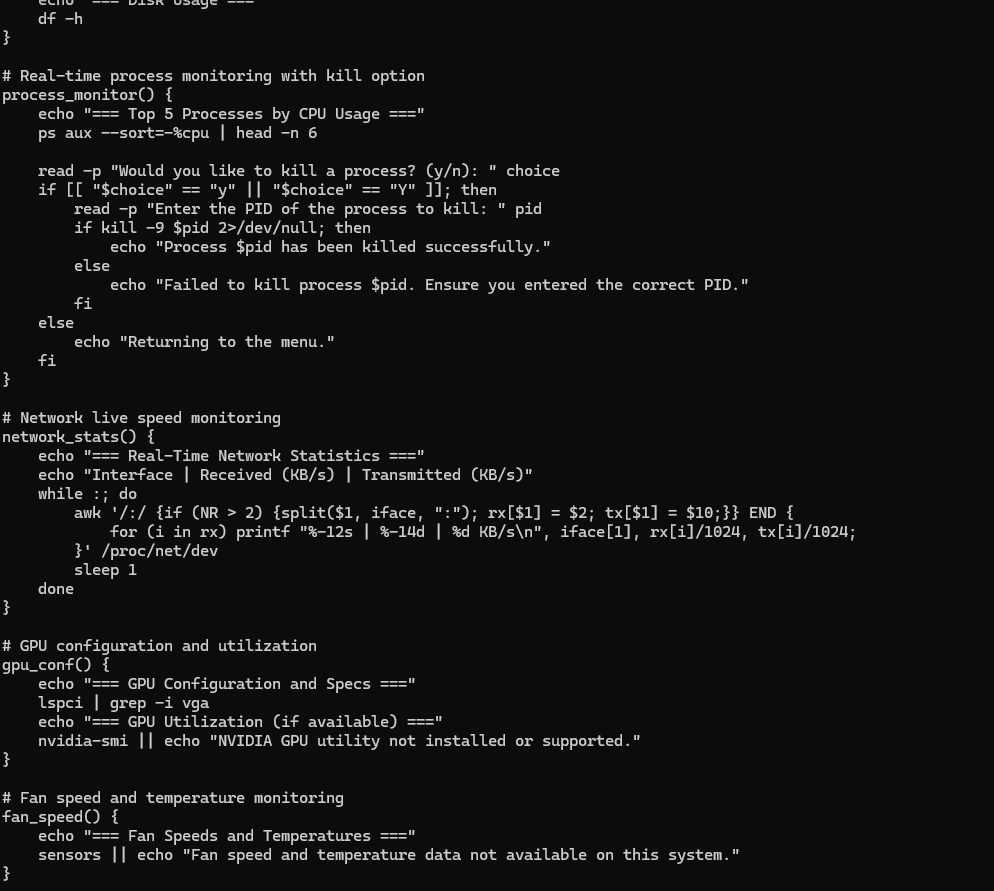 echo "=== Disk Usage ==="
    df -h
}

# Real-time process monitoring with kill option
process_monitor() {
    echo "=== Top 5 Processes by CPU Usage ==="
    ps aux --sort=-%cpu | head -n 6

    read -p "Would you like to kill a process? (y/n): " choice
    if [[ "$choice" == "y" || "$choice" == "Y" ]]; then
        read -p "Enter the PID of the process to kill: " pid
        if kill -9 $pid 2>/dev/null; then
            echo "Process $pid has been killed successfully."
        else
            echo "Failed to kill process $pid. Ensure you entered the correct PID."
        fi
    else
        echo "Returning to the menu."
    fi
}

# Network live speed monitoring
network_stats() {
    echo "=== Real-Time Network Statistics ==="
    echo "Interface | Received (KB/s) | Transmitted (KB/s)"
    while :; do
        awk '/:/ {if (NR > 2) {split($1, iface, ":"); rx[$1] = $2; tx[$1] = $10;}} END {
            for (i in rx) printf "%-12s | %-14d | %d KB/s\n", iface[1], rx[i]/1024, tx[i]/1024;
        }' /proc/net/dev
        sleep 1
    done
}

# GPU configuration and utilization
gpu_conf() {
    echo "=== GPU Configuration and Specs ==="
    lspci | grep -i vga
    echo "=== GPU Utilization (if available) ==="
    nvidia-smi || echo "NVIDIA GPU utility not installed or supported."
}

# Fan speed and temperature monitoring
fan_speed() {
    echo "=== Fan Speeds and Temperatures ==="
    sensors || echo "Fan speed and temperature data not available on this system."
}